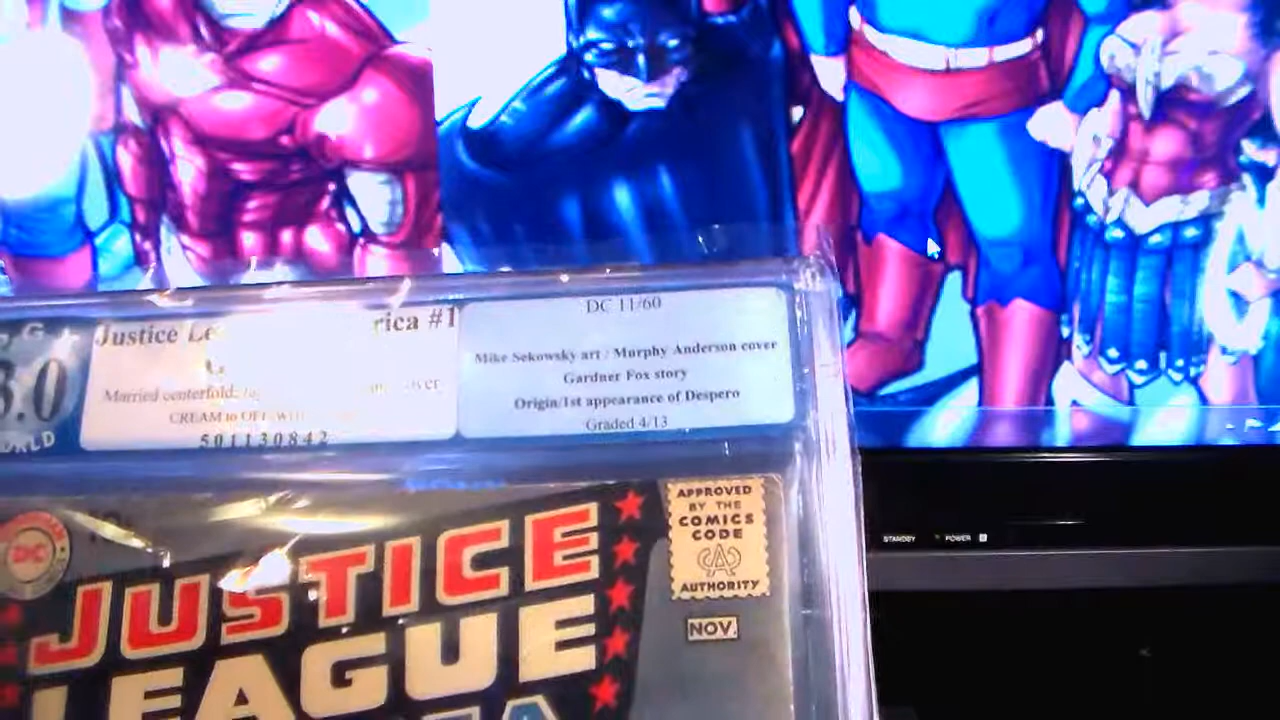 Justice Le
rica #1
Married centerfold;
CREAM to OFF
501130842
3.0
DC 11/60
Mike Sekowsky art / Murphy Anderson cover
Gardner Fox story
Origin/1st appearance of Despero
Graded 4/13
DC
JUSTICE
LEAGUE
APPROVED
BY THE
COMICS
CODE
AUTHORITY
NOV.
STANDBY
POWER